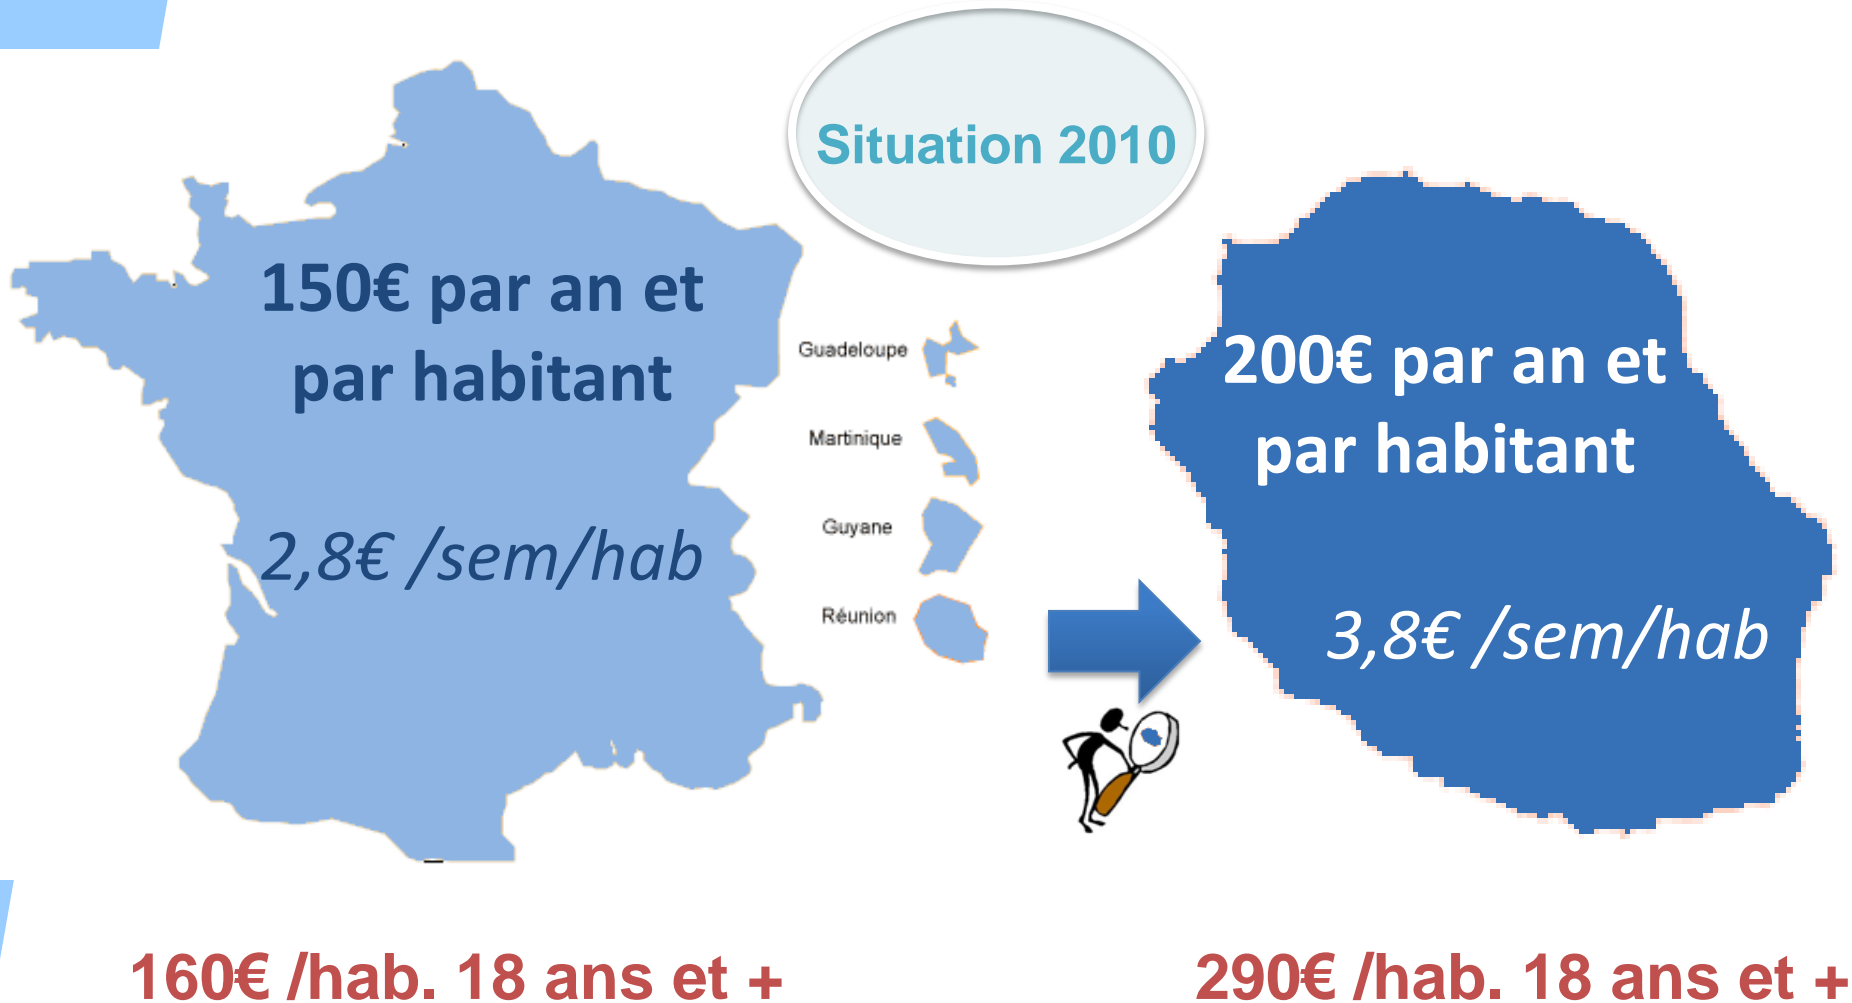 Situation 2010
150€ par an et
par habitant
2,8€ /sem/hab
Guadeloupe
Martinique
Guyane
Réunion
200€ par an et
par habitant
3,8€ /sem/hab
160€ /hab. 18 ans et +
290€ /hab. 18 ans et +